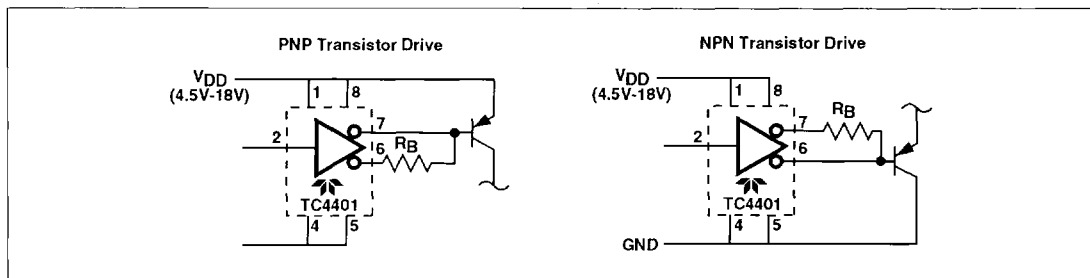 PNP Transistor Drive
VDD
(4.5V-18V)
1
8
2
7
6
RB
TC4401
4
5
NPN Transistor Drive
VDD
(4.5V-18V)
1
8
2
7
RB
6
TC4401
4
5
GND